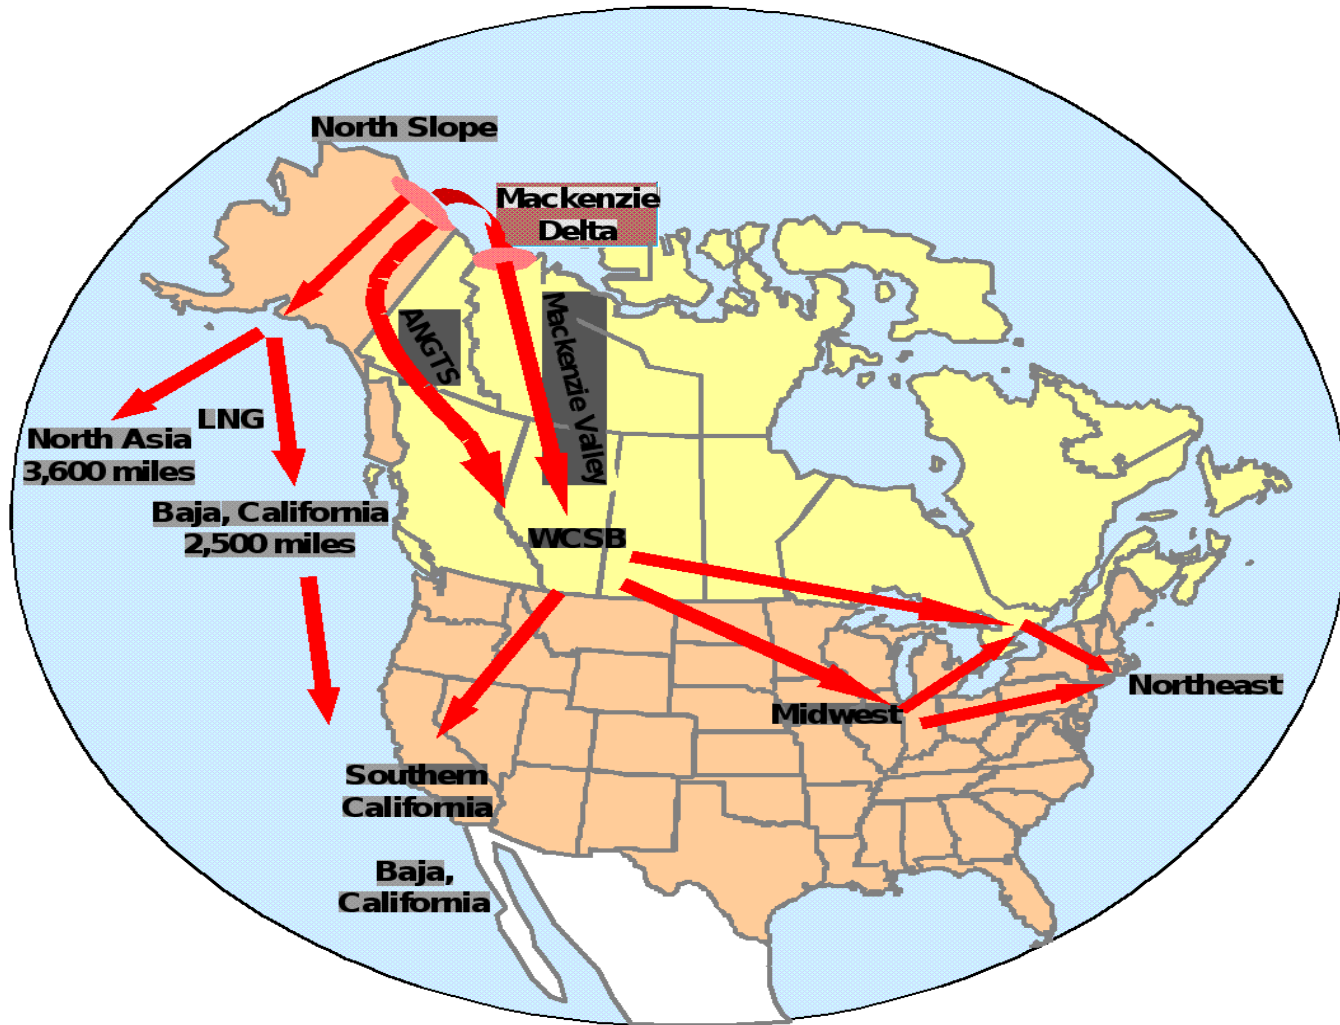 North Slope
Mackenzie
Delta
ANGTS
Mackenzie Valley
LNG
North Asia
3,600 miles
Baja, California
2,500 miles
WCSB
Midwest
Northeast
Southern
California
Baja,
California